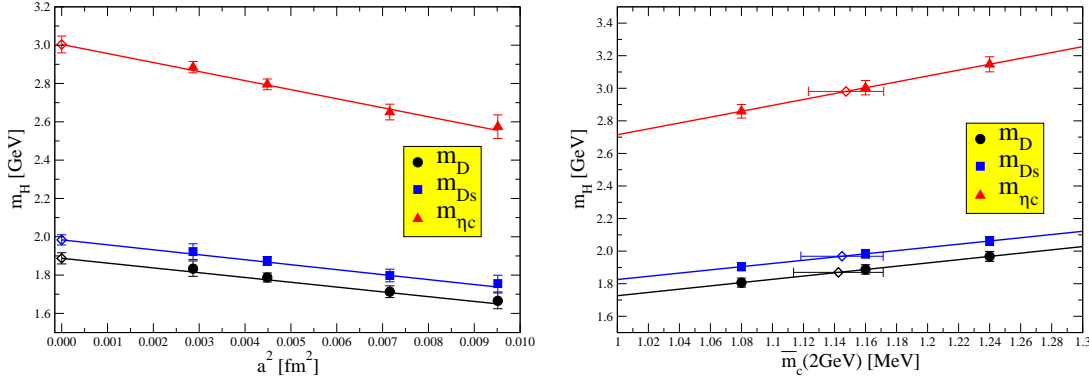 3.2
3.0
2.8
2.6
2.4
2.2
2.0
1.8
1.6
m_H [GeV]
0.000 0.001 0.002 0.003 0.004 0.005 0.006 0.007 0.008 0.009 0.010
a^2 [fm^2]
m_D
m_Ds
m_ηc
3.4
3.2
3.0
2.8
2.6
2.4
2.2
2.0
1.8
1.6
m_H [GeV]
1 1.02 1.04 1.06 1.08 1.1 1.12 1.14 1.16 1.18 1.2 1.22 1.24 1.26 1.28 1.3
m̅_c(2GeV) [MeV]
m_D
m_Ds
m_ηc